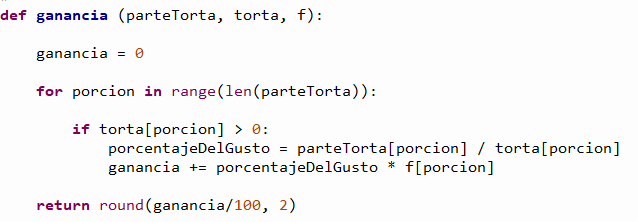 def ganancia (parteTorta, torta, f):
ganancia = 0
for porcion in range(len(parteTorta)):
if torta[porcion] > 0:
porcentajeDelGusto = parteTorta[porcion] / torta[porcion]
ganancia += porcentajeDelGusto * f[porcion]
return round(ganancia/100, 2)